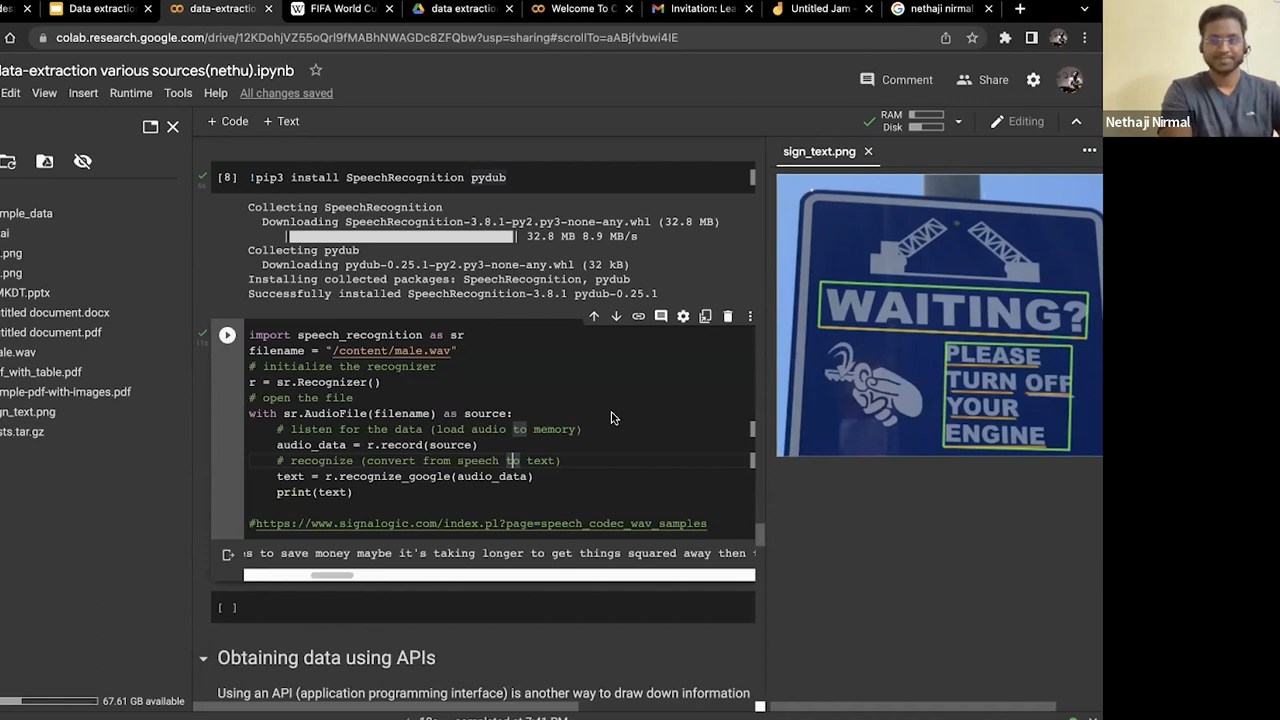 Data extraction
data-extraction
FIFA World Cu
data extraction
Welcome To C
Invitation: Lea
Untitled Jam -
nethaji nirmal
colab.research.google.com/drive/12KDohjVZ55oQrI9fMABhNWAGDc8ZFQbw?usp=sharing#scrollTo=aABjfvbwi4IE
data-extraction various sources(nethu).ipynb
Edit View Insert Runtime Tools Help All changes saved
Comment Share
Nethaji Nirmal
+ Code + Text
RAM
Disk
Editing
sign_text.png
[8] !pip3 install SpeechRecognition pydub
Collecting SpeechRecognition
Downloading SpeechRecognition-3.8.1-py2.py3-none-any.whl (32.8 MB)
32.8 MB 8.9 MB/s
Collecting pydub
Downloading pydub-0.25.1-py2.py3-none-any.whl (32 kB)
Installing collected packages: SpeechRecognition, pydub
Successfully installed SpeechRecognition-3.8.1 pydub-0.25.1
mple_data
ai
.png
.png
MKDT.pptx
ntitled document.docx
ntitled document.pdf
ale.wav
df_with_table.pdf
mple-pdf-with-images.pdf
gn_text.png
sts.tar.gz
67.61 GB available
import speech_recognition as sr
filename = "/content/male.wav"
# initialize the recognizer
r = sr.Recognizer()
# open the file
with sr.AudioFile(filename) as source:
# listen for the data (load audio to memory)
audio_data = r.record(source)
# recognize (convert from speech to text)
text = r.recognize_google(audio_data)
print(text)
#https://www.signalogic.com/index.pl?page=speech_codec_wav_samples
s to save money maybe it's taking longer to get things squared away then
[ ]
Obtaining data using APIs
Using an API (application programming interface) is another way to draw down information
WAITING?
PLEASE
TURN OFF
YOUR
ENGINE